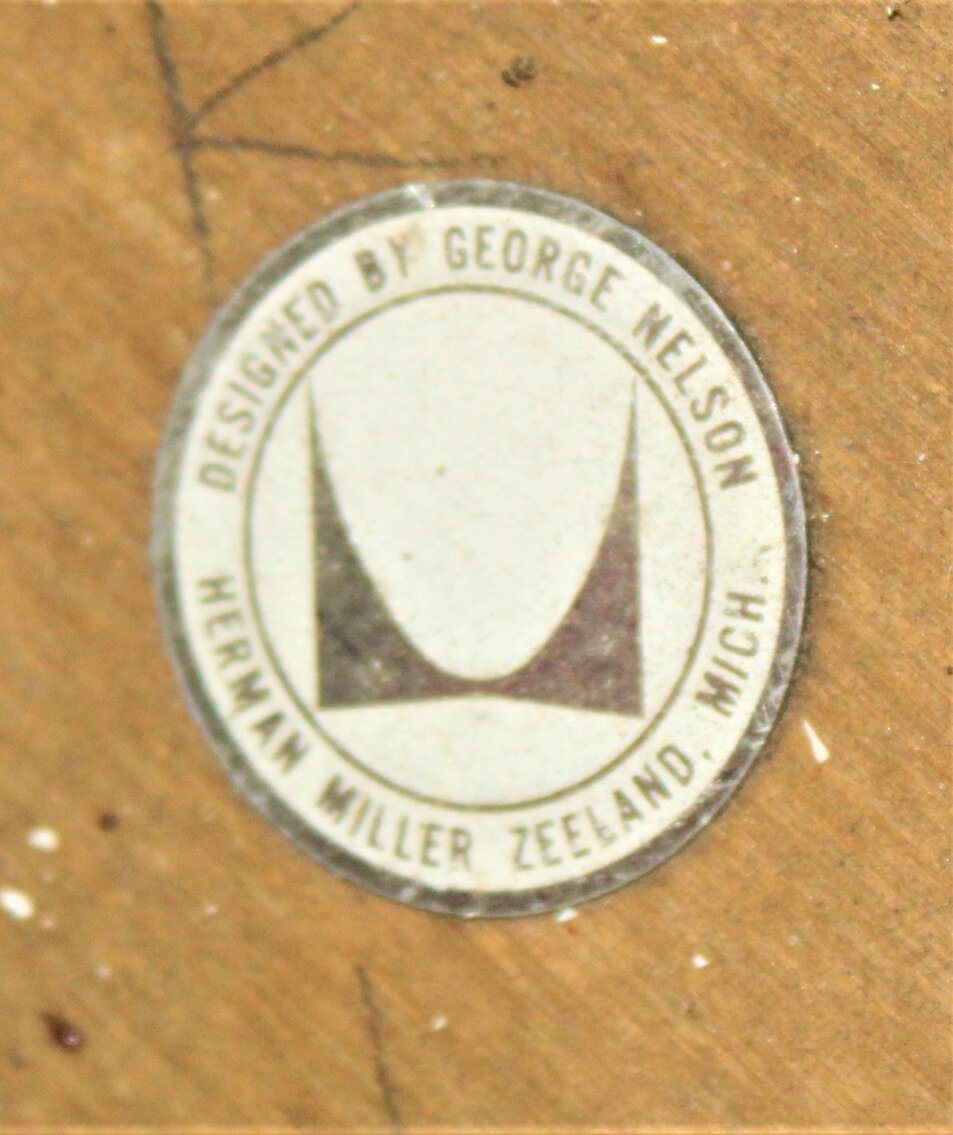 DESIGNED BY GEORGE NELSON
HERMAN MILLER ZEELAND, MICH.